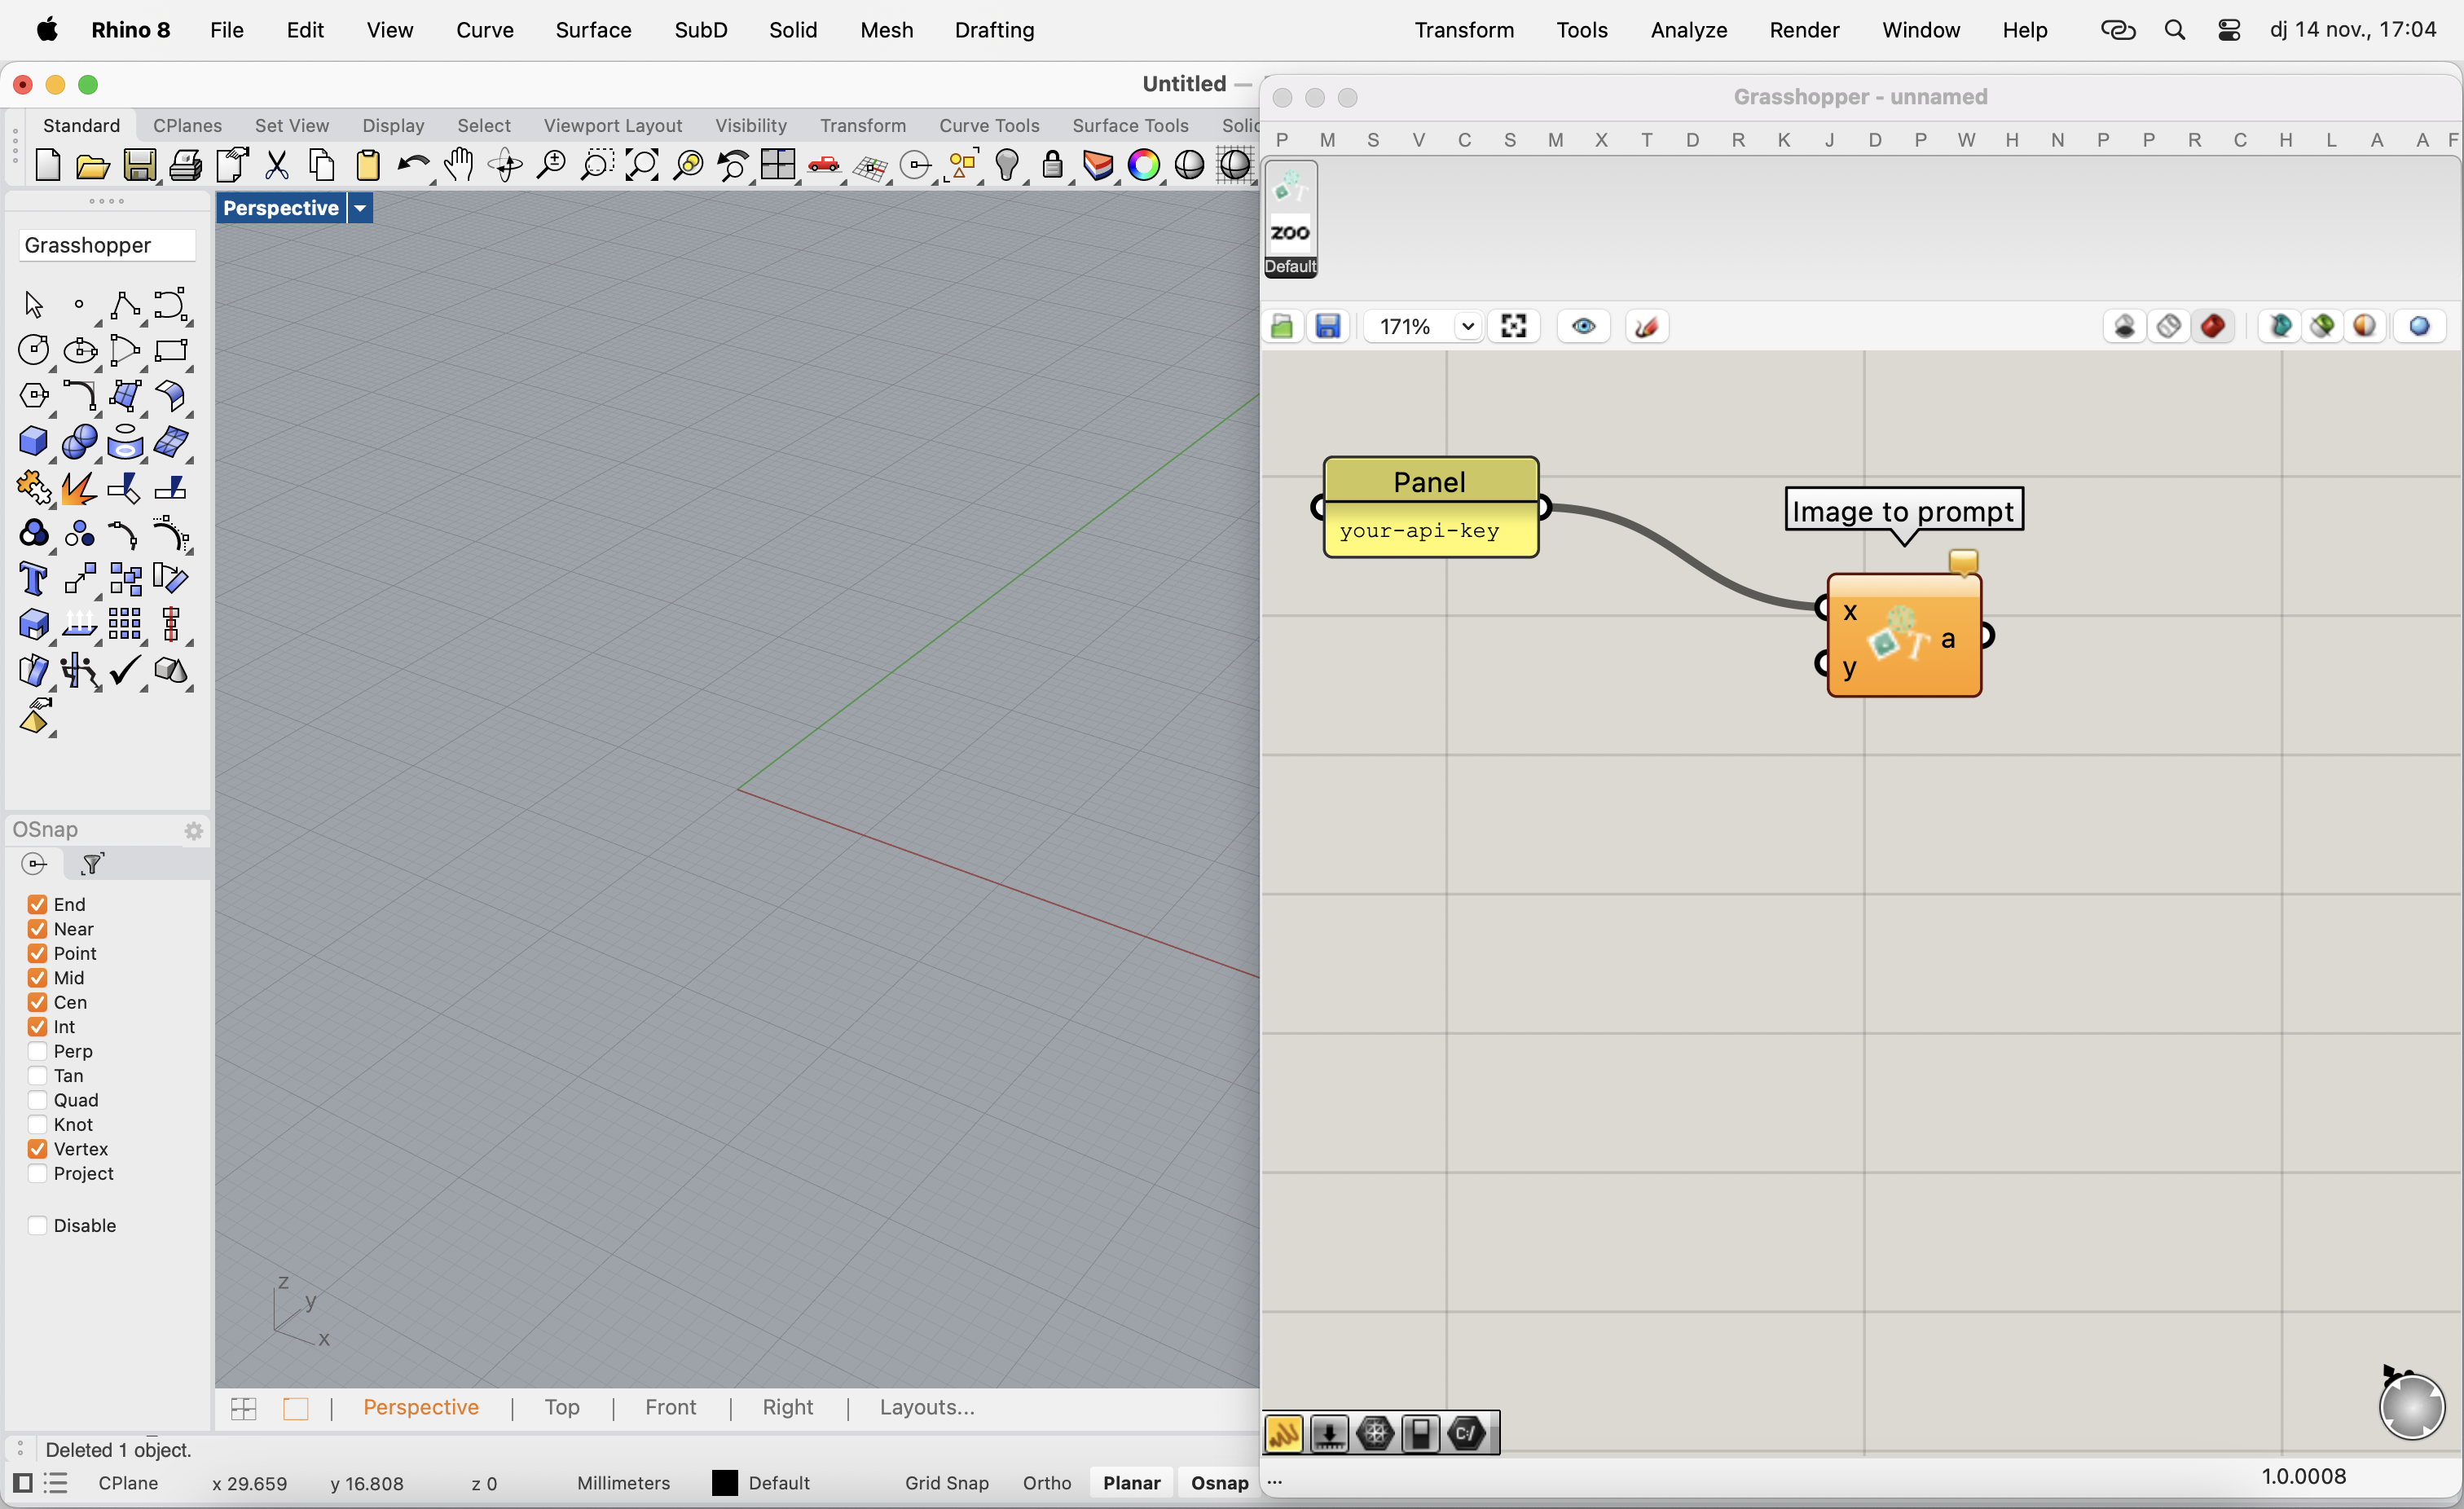 Rhino 8 File Edit View Curve Surface SubD Solid Mesh Drafting Transform Tools Analyze Render Window Help dj 14 nov., 17:04
Untitled —
Standard CPlanes Set View Display Select Viewport Layout Visibility Transform Curve Tools Surface Tools Solid
Perspective
Grasshopper
OSnap
End
Near
Point
Mid
Cen
Int
Perp
Tan
Quad
Knot
Vertex
Project
Disable
z
y
x
Perspective | Top | Front | Right | Layouts...
Deleted 1 object.
CPlane x 29.659 y 16.808 z 0 Millimeters Default Grid Snap Ortho Planar Osnap
Grasshopper - unnamed
P M S V C S M X T D R K J D P W H N P P R C H L A A F
ZOO
Default
171%
Panel
your-api-key
Image to prompt
x
a
y
C:/
...
1.0.0008